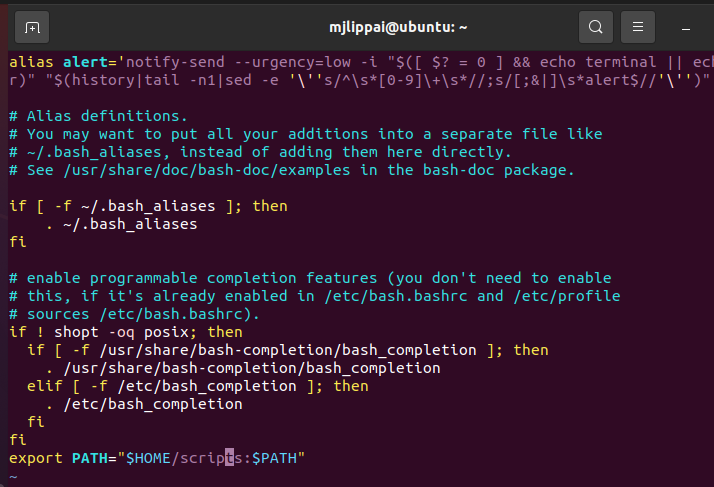 mjlippai@ubuntu: ~
alias alert='notify-send --urgency=low -i "$([ $? = 0 ] && echo terminal || ech
r)" "$(history|tail -n1|sed -e '\''s/^\s*[0-9]\+\s*//;s/[;&|]\s*alert$//'\'')"'
# Alias definitions.
# You may want to put all your additions into a separate file like
# ~/.bash_aliases, instead of adding them here directly.
# See /usr/share/doc/bash-doc/examples in the bash-doc package.
if [ -f ~/.bash_aliases ]; then
    . ~/.bash_aliases
fi
# enable programmable completion features (you don't need to enable
# this, if it's already enabled in /etc/bash.bashrc and /etc/profile
# sources /etc/bash.bashrc).
if ! shopt -oq posix; then
  if [ -f /usr/share/bash-completion/bash_completion ]; then
    . /usr/share/bash-completion/bash_completion
  elif [ -f /etc/bash_completion ]; then
    . /etc/bash_completion
  fi
fi
export PATH="$HOME/scripts:$PATH"
~